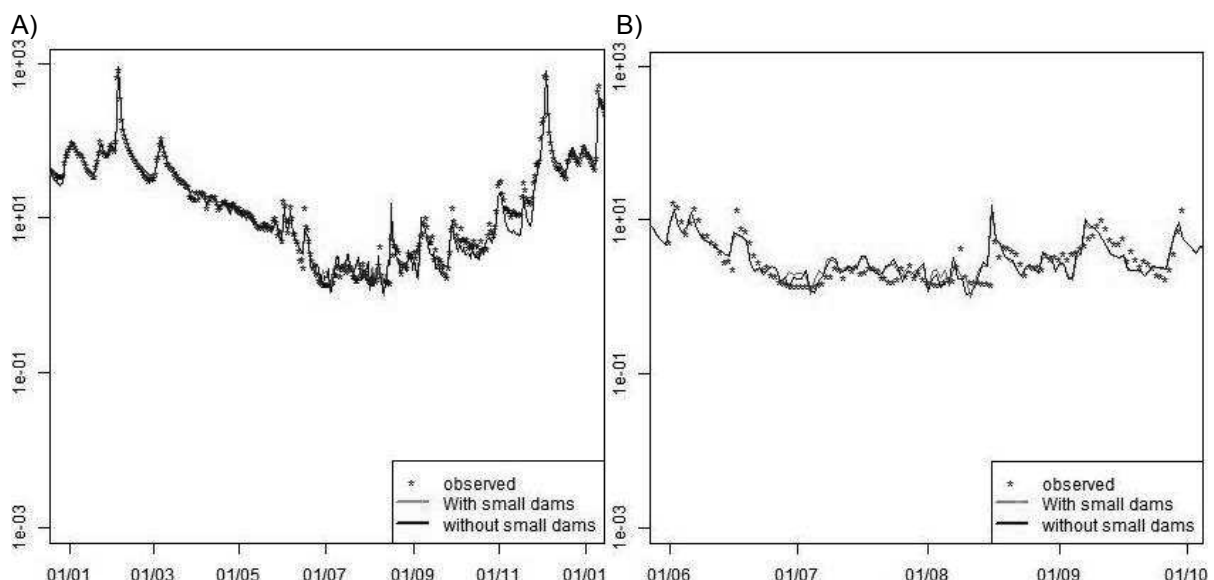 A)
1e+03
1e+01
1e-01
1e-03
observed
With small dams
without small dams
01/01 01/03 01/05 01/07 01/09 01/11 01/01
B)
1e+03
1e+01
1e-01
1e-03
observed
With small dams
without small dams
01/06 01/07 01/08 01/09 01/10